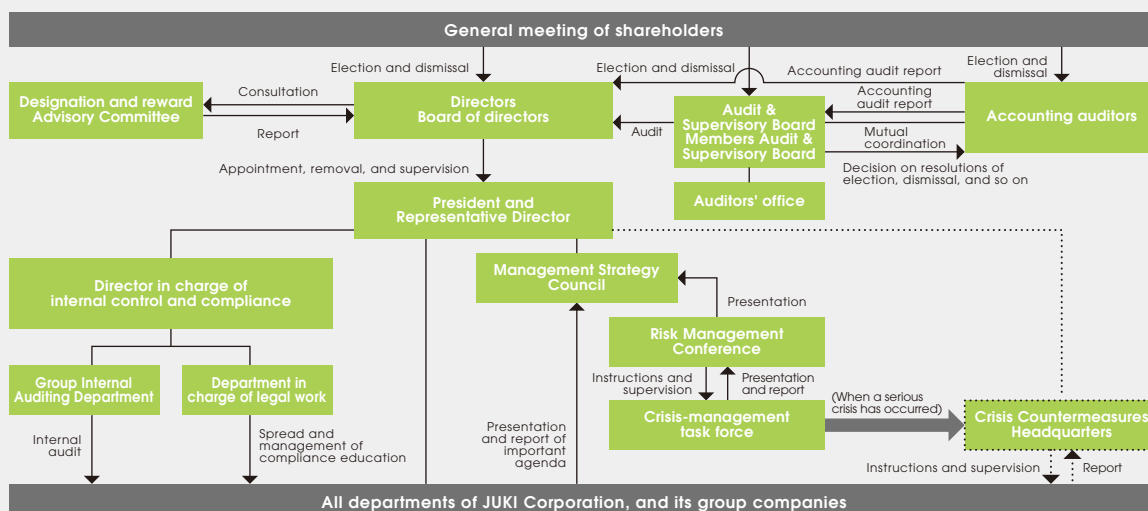 General meeting of shareholders
Election and dismissal
Election and dismissal
Accounting audit report
Election and
dismissal
Designation and reward
Advisory Committee
Consultation
Report
Directors
Board of directors
Audit
Audit &
Supervisory Board
Members Audit &
Supervisory Board
Accounting
audit report
Mutual
coordination
Accounting auditors
Decision on resolutions of
election, dismissal, and so on
Appointment, removal, and supervision
Auditors' office
President and
Representative Director
Director in charge of
internal control and compliance
Management Strategy
Council
Presentation
Risk Management
Conference
Group Internal
Auditing Department
Department in
charge of legal work
Instructions and
supervision
Presentation
and report
Crisis-management
task force
(When a serious
crisis has occurred)
Crisis Countermeasures
Headquarters
Internal
audit
Spread and
management of
compliance education
Presentation
and report of
important
agenda
Instructions and supervision
Report
All departments of JUKI Corporation, and its group companies